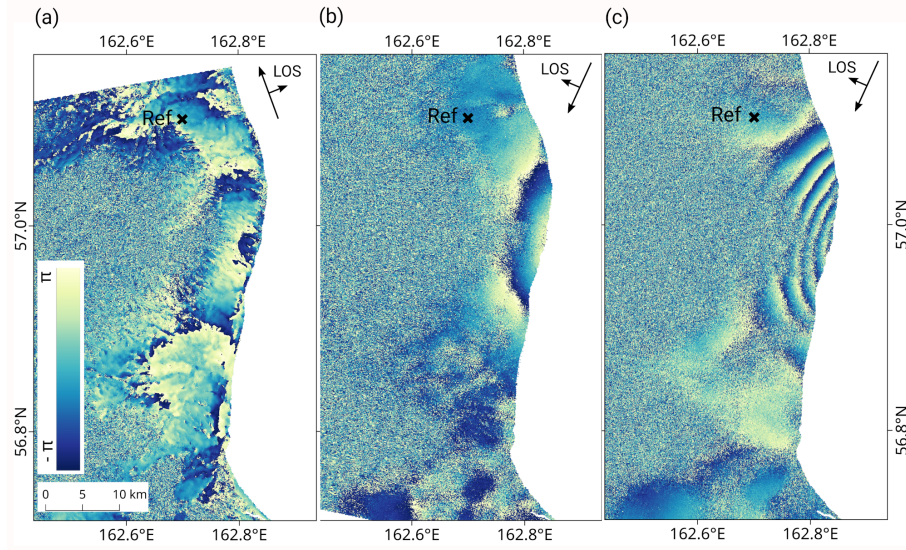 (a) (b) (c)
162.6°E 162.8°E 162.6°E 162.8°E 162.6°E 162.8°E
LOS LOS LOS
Ref Ref Ref
57.0°N 57.0°N
π
- π
56.8°N 56.8°N
0 5 10 km
162.6°E 162.8°E 162.6°E 162.8°E 162.6°E 162.8°E